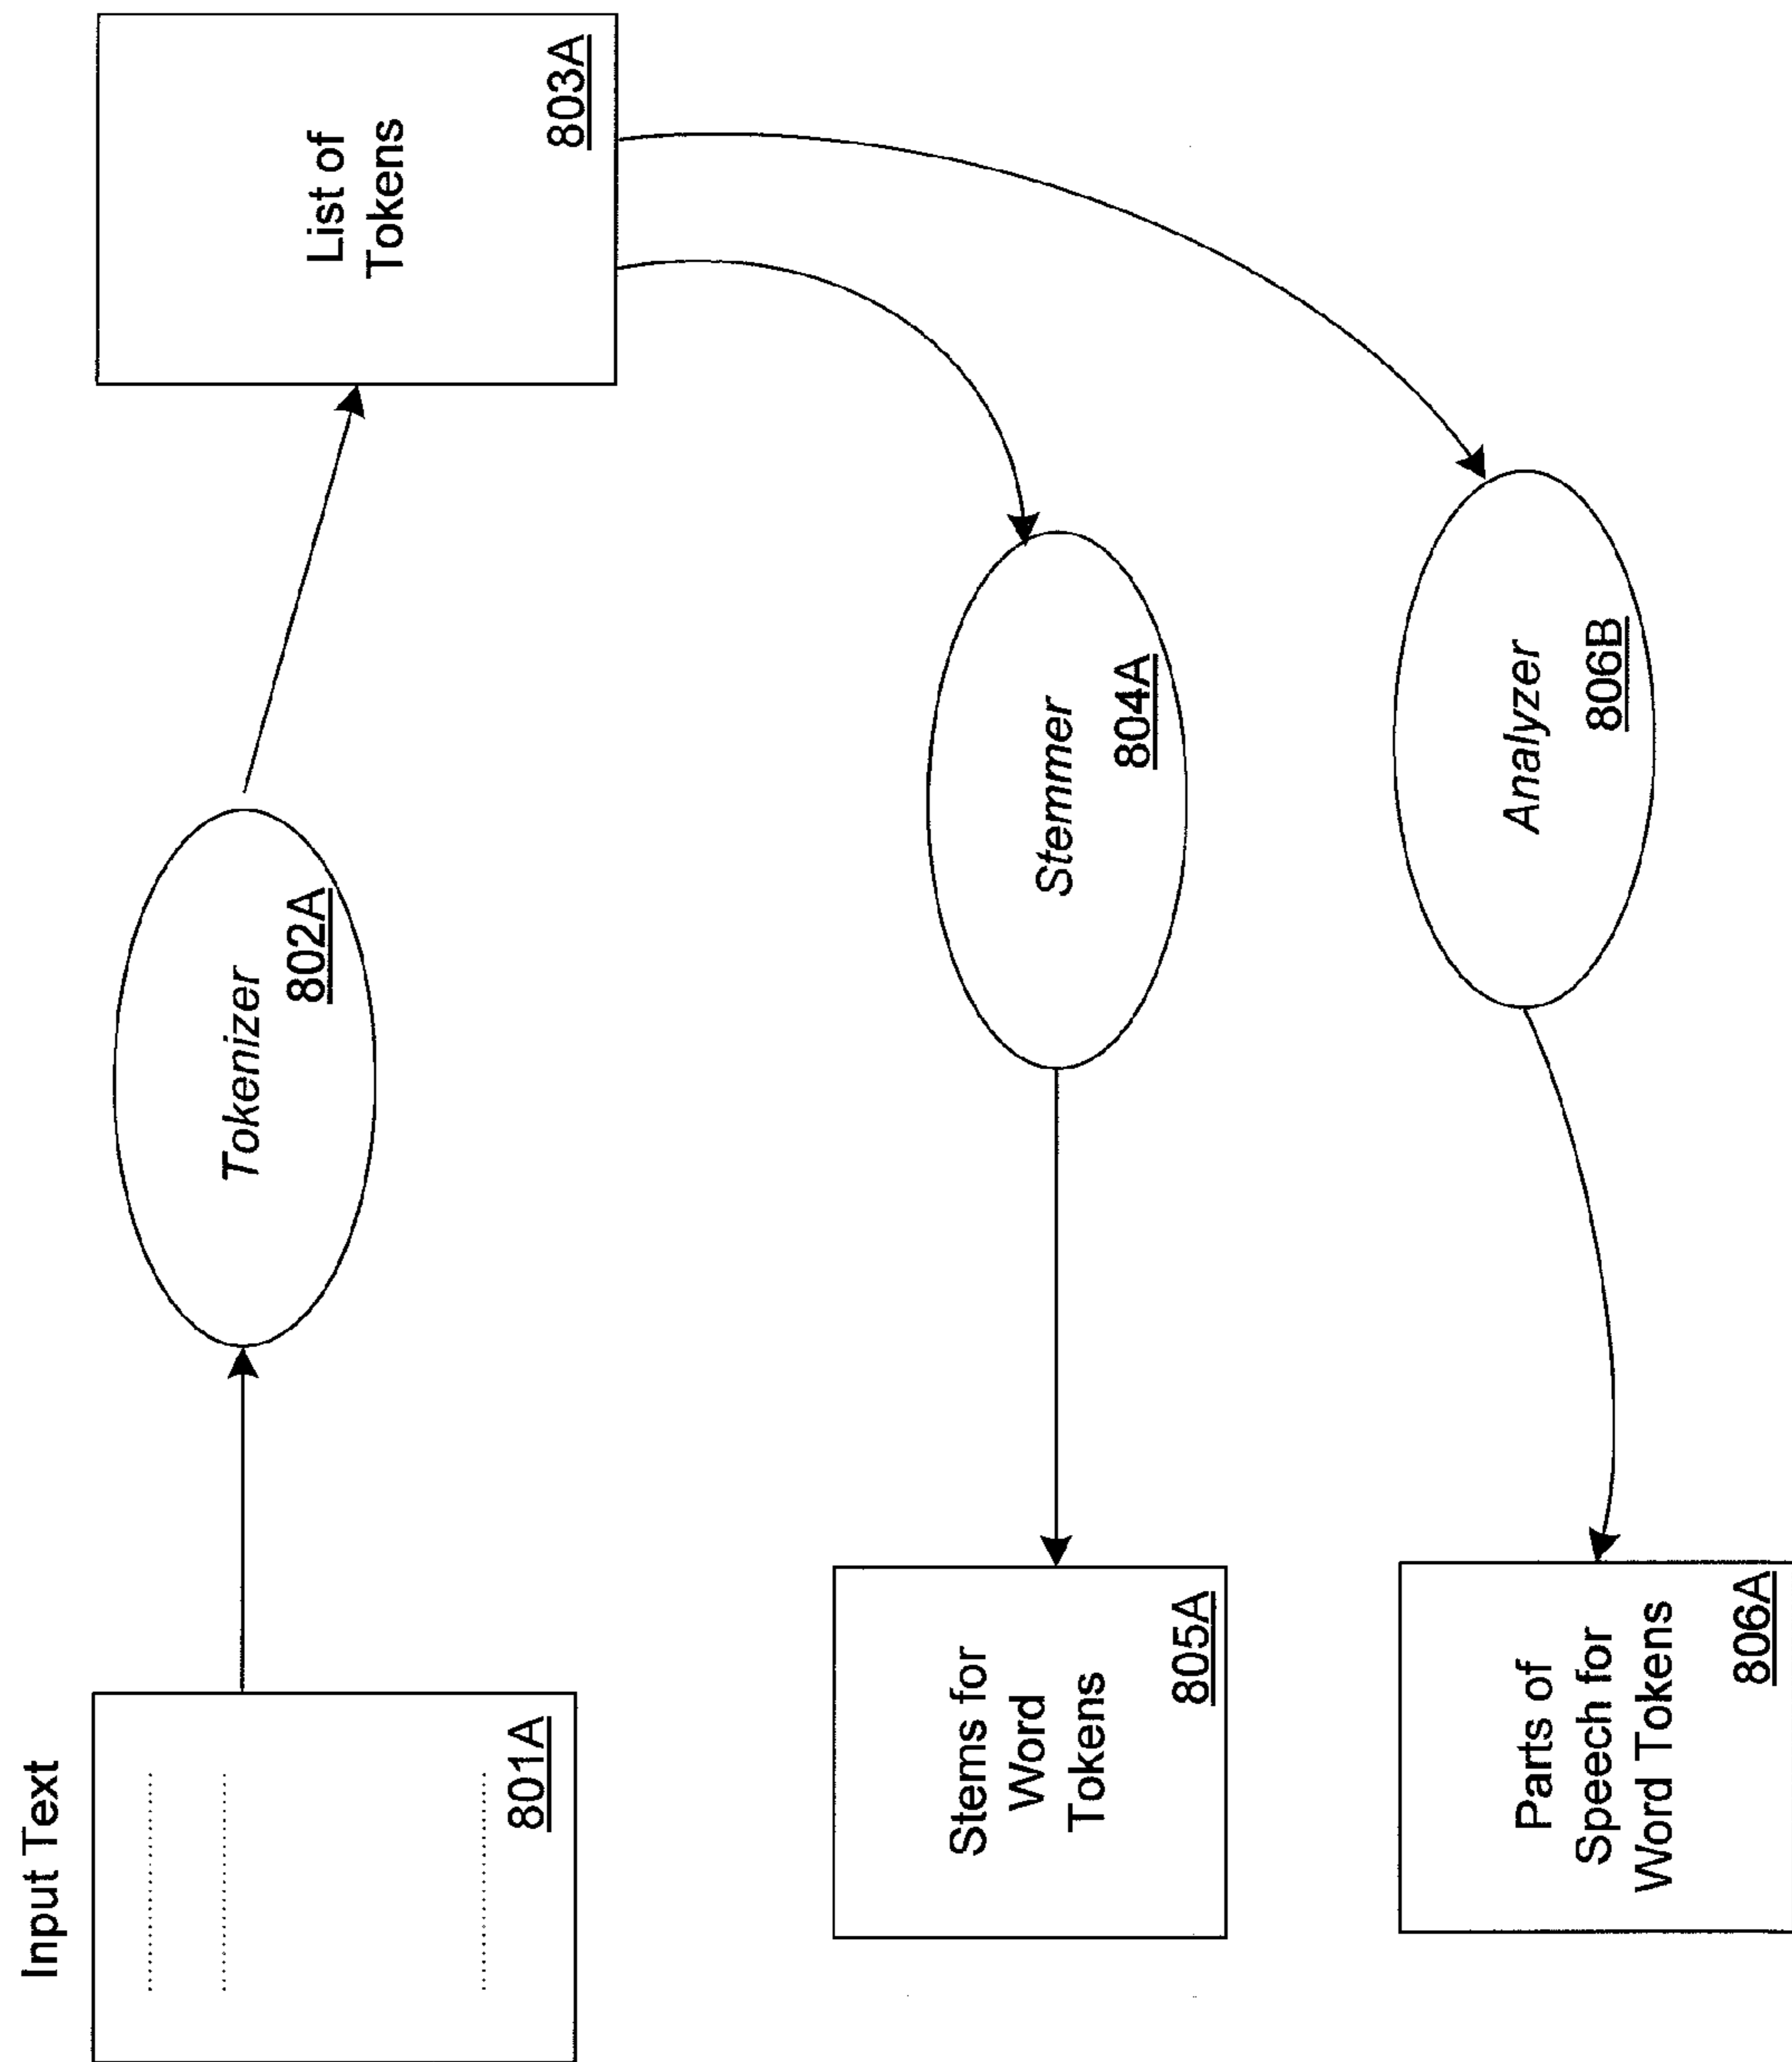 Input Text
801A
Tokenizer
802A
List of
Tokens
803A
Stemmer
804A
Stems for
Word
Tokens
805A
Analyzer
806B
Parts of
Speech for
Word Tokens
806A